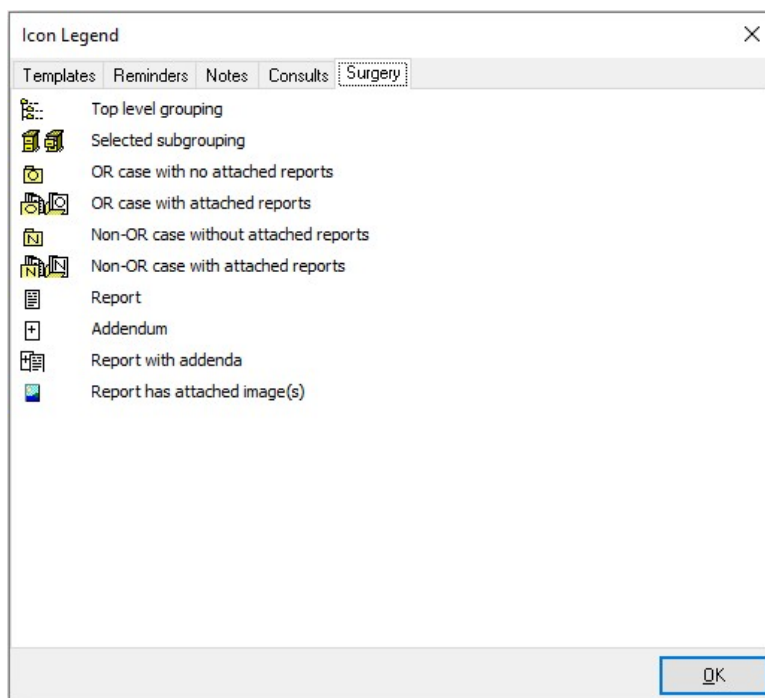 Icon Legend
Templates Reminders Notes Consults Surgery
Top level grouping
Selected subgrouping
OR case with no attached reports
OR case with attached reports
N Non-OR case without attached reports
N N Non-OR case with attached reports
Report
Addendum
Report with addenda
Report has attached image(s)
OK